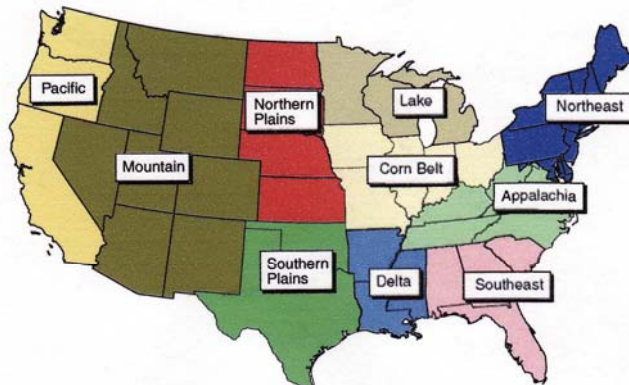 Pacific
Northern
Plains
Lake
Northeast
Mountain
Corn Belt
Appalachia
Southern
Plains
Delta
Southeast